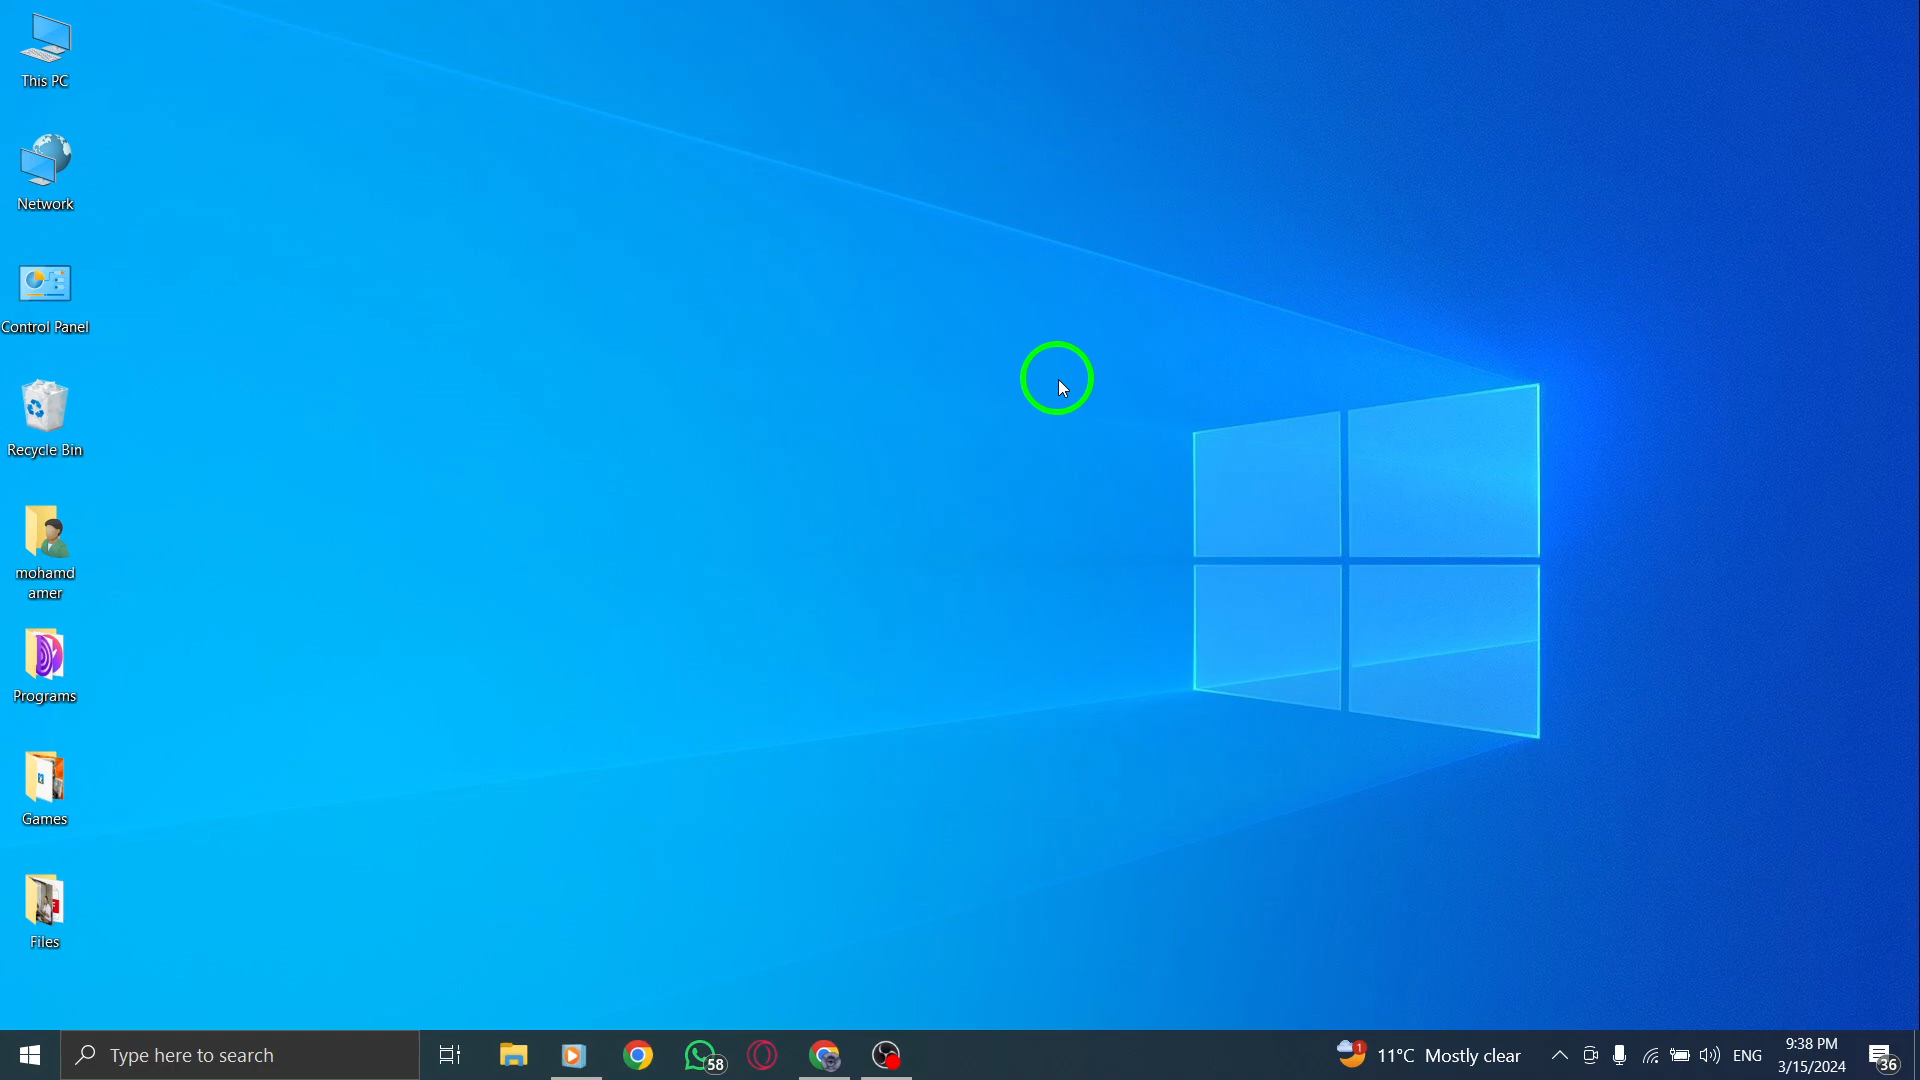 This PC
Network
Control Panel
Recycle Bin
mohamd
amer
Programs
Games
Files
Type here to search
58
1
11°C Mostly clear
ENG
9:38 PM
3/15/2024
36